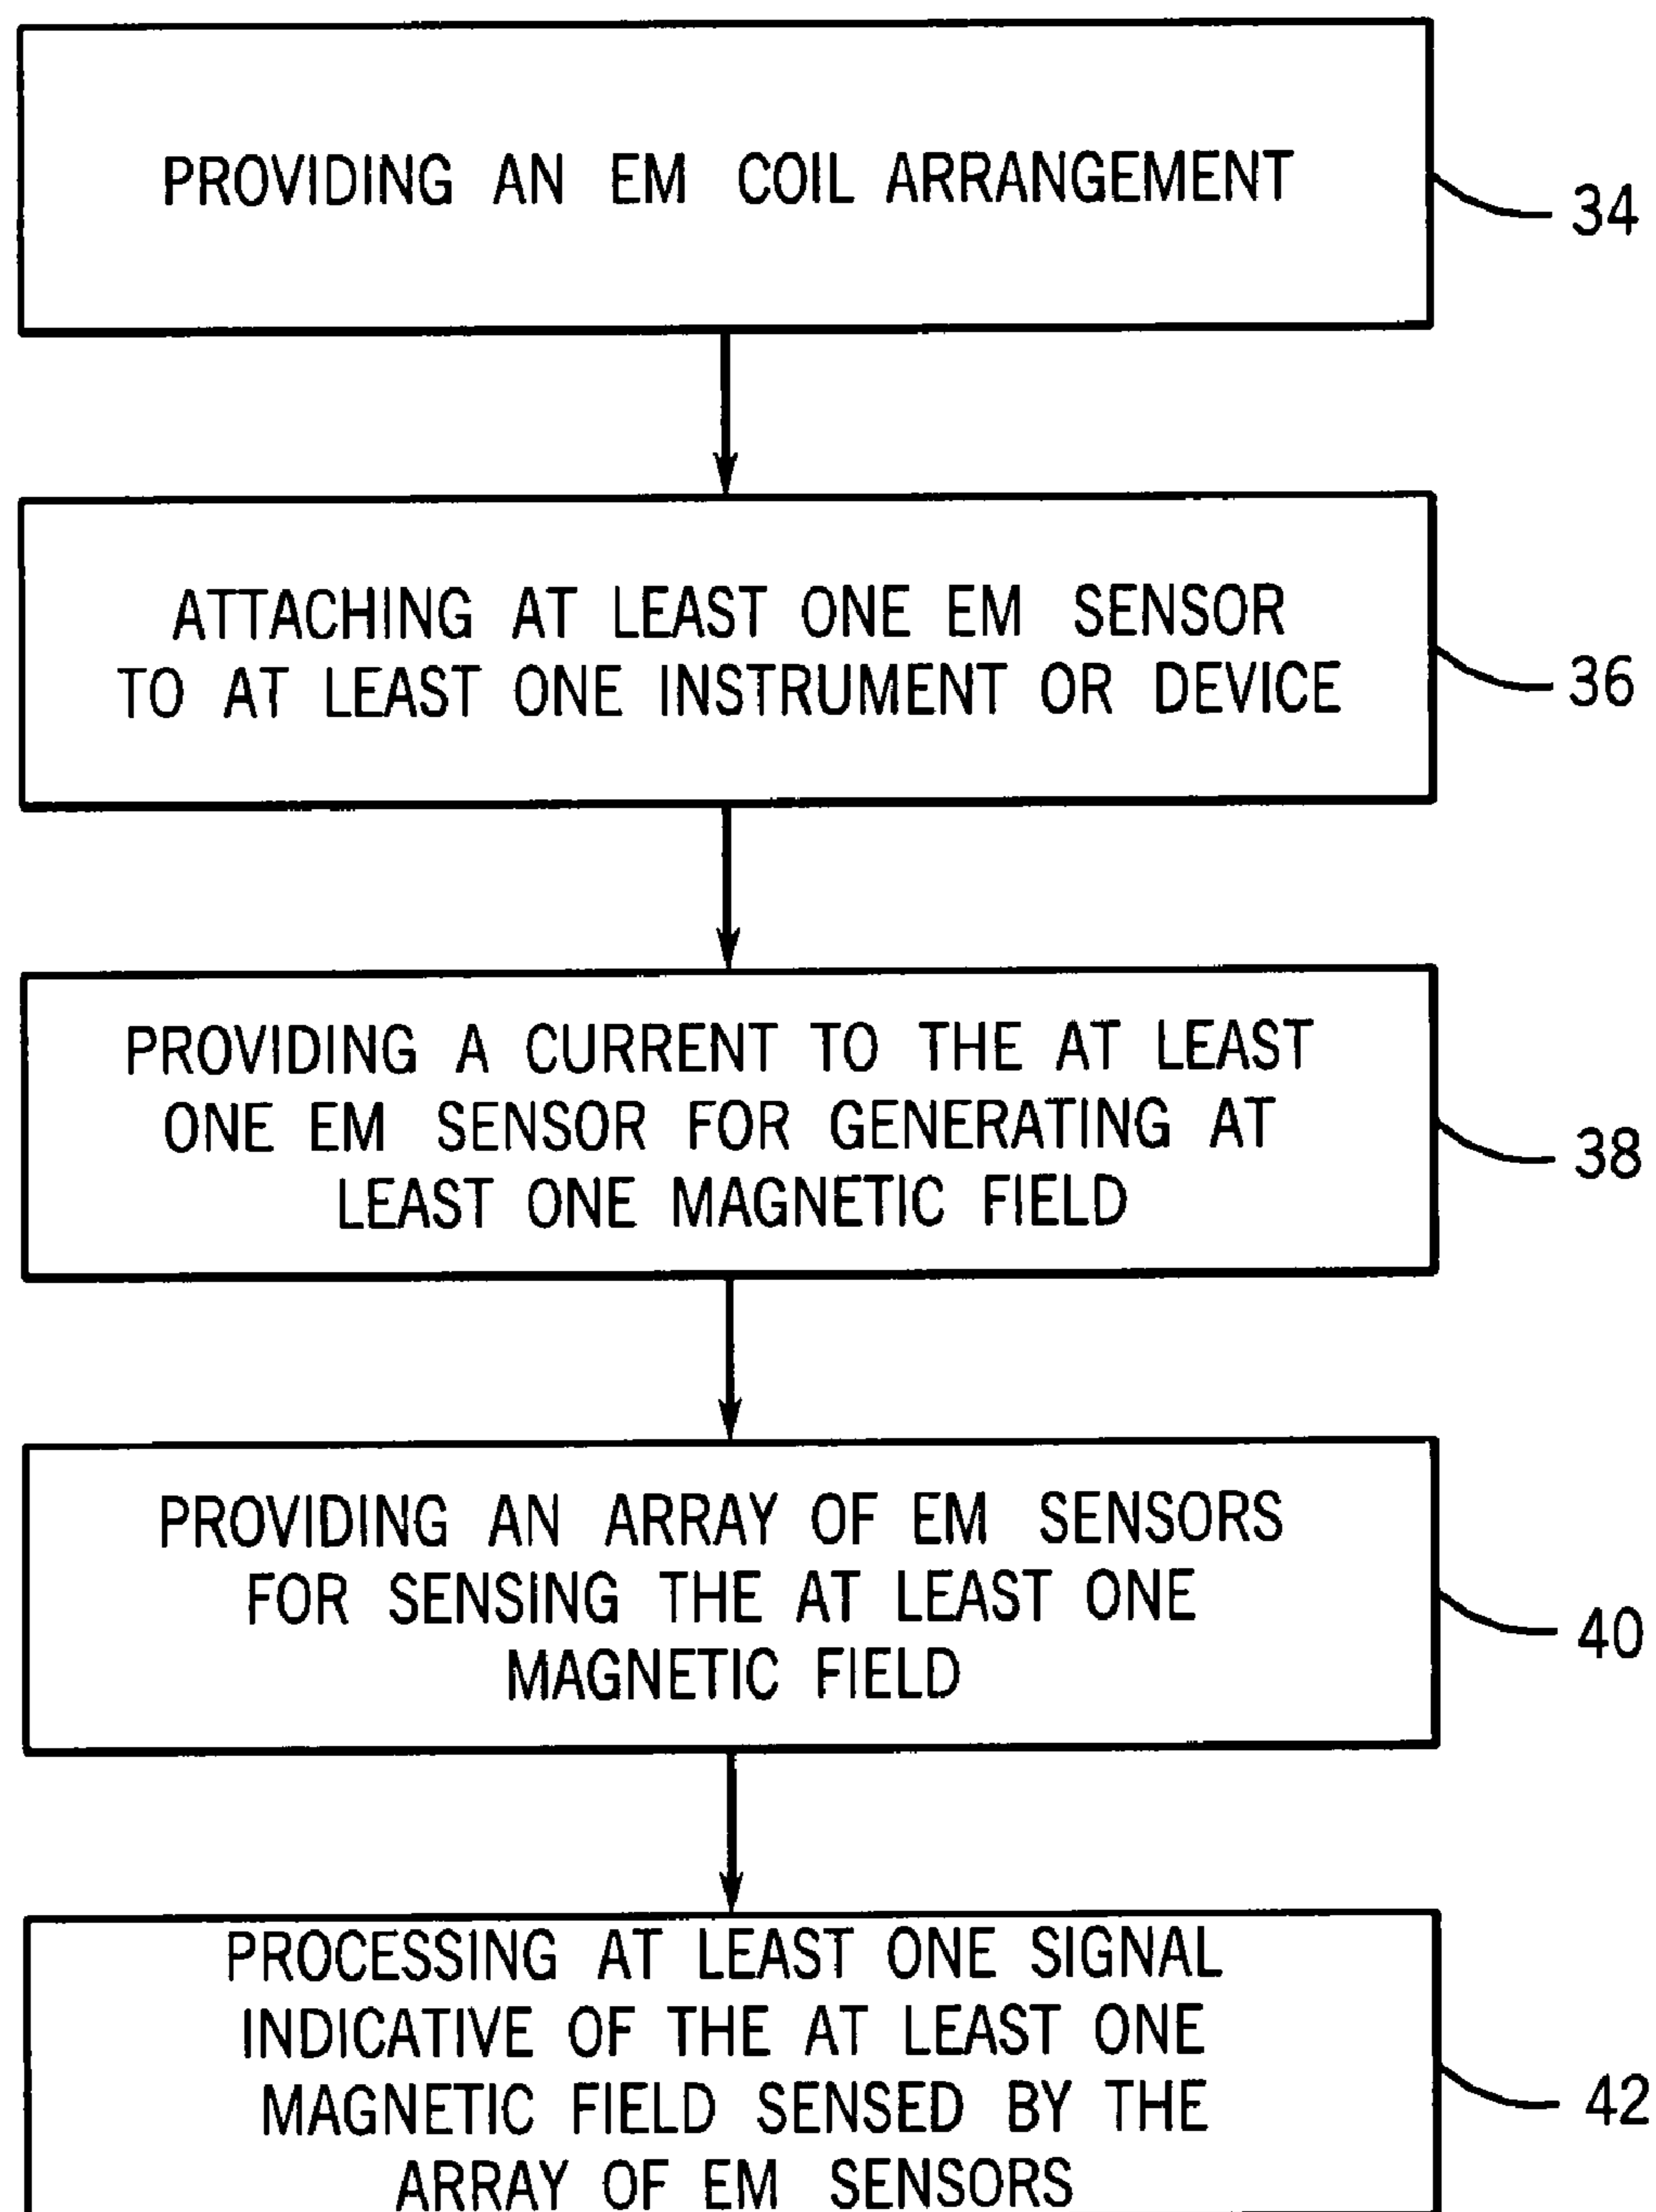 PROVIDING AN EM COIL ARRANGEMENT
34
ATTACHING AT LEAST ONE EM SENSOR
TO AT LEAST ONE INSTRUMENT OR DEVICE
36
PROVIDING A CURRENT TO THE AT LEAST
ONE EM SENSOR FOR GENERATING AT
LEAST ONE MAGNETIC FIELD
38
PROVIDING AN ARRAY OF EM SENSORS
FOR SENSING THE AT LEAST ONE
MAGNETIC FIELD
40
PROCESSING AT LEAST ONE SIGNAL
INDICATIVE OF THE AT LEAST ONE
MAGNETIC FIELD SENSED BY THE
ARRAY OF EM SENSORS
42